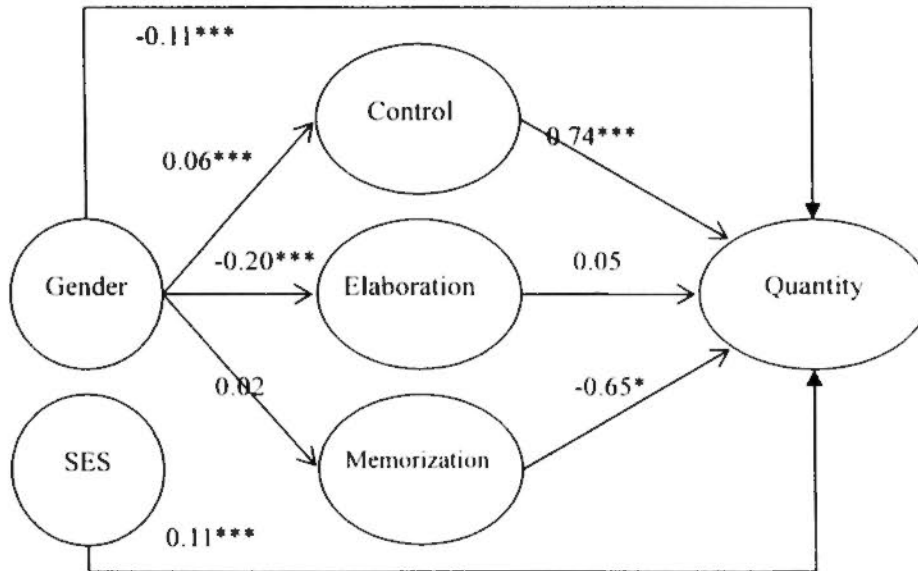 -0.11***
Control
0.06***
0.74***
-0.20***
0.05
Gender
Elaboration
Quantity
0.02
-0.65*
SES
Memorization
0.11***